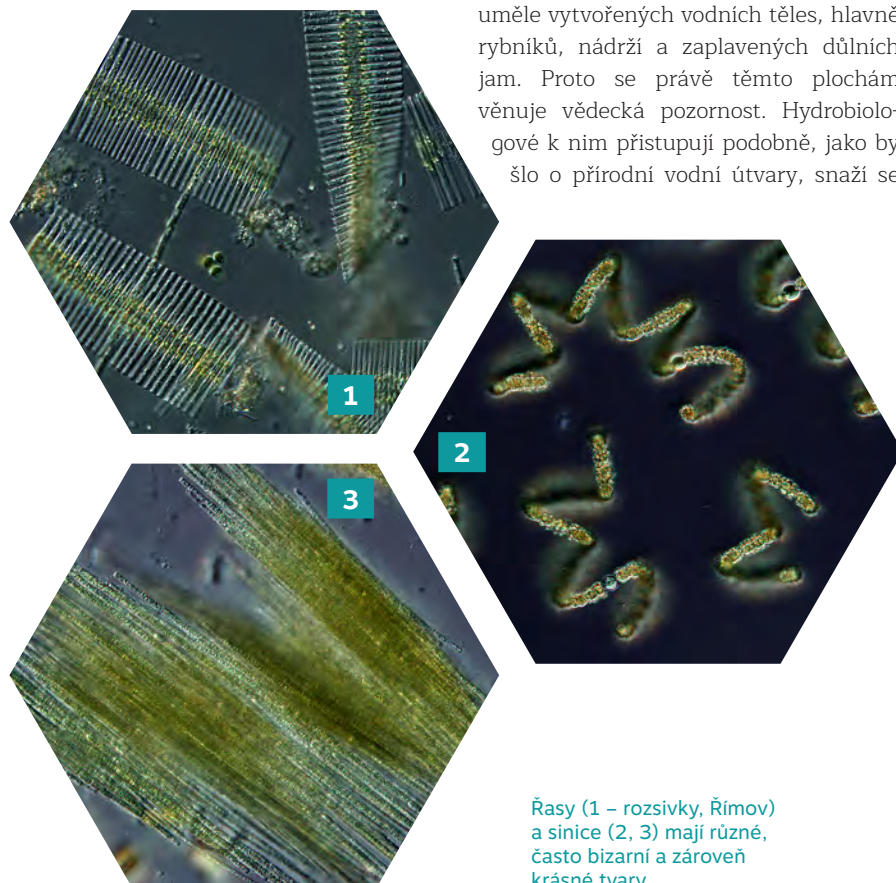 uměle vytvořených vodních těles, hlavně
rybníků, nádrží a zaplavených důlních
jam. Proto se právě těmto plochám
věnuje vědecká pozornost. Hydrobiolo-
gové k nim přistupují podobně, jako by
šlo o přírodní vodní útvary, snaží se
1
2
3
Řasy (1 – rozsivky, Římov)
a sinice (2, 3) mají různé,
často bizarní a zároveň
krásné tvary